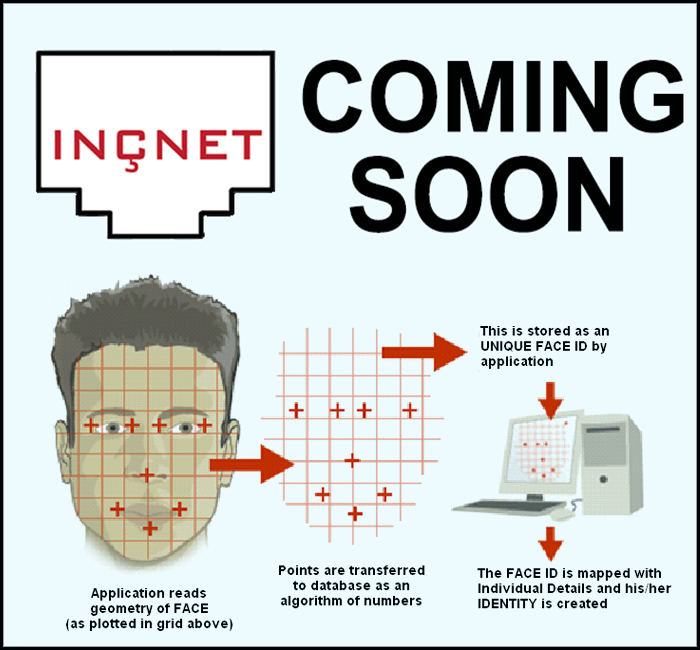 INÇNET
COMING
SOON
This is stored as an
UNIQUE FACE ID by
application
Application reads
geometry of FACE
(as plotted in grid above)
Points are transferred
to database as an
algorithm of numbers
The FACE ID is mapped with
Individual Details and his/her
IDENTITY is created